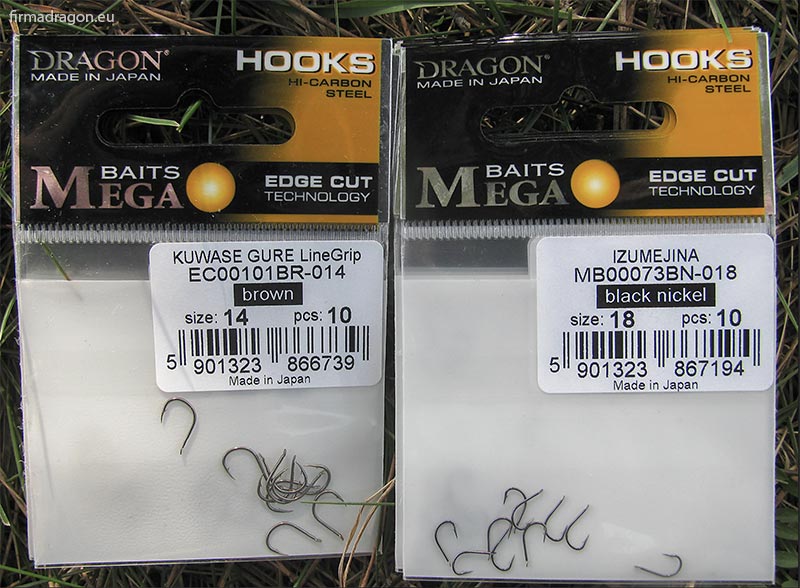 firmadragon.eu
DRAGON®
MADE IN JAPAN
HOOKS
HI-CARBON
STEEL
BAITS
MEGA
EDGE CUT
TECHNOLOGY
KUWASE GURE LineGrip
EC00101BR-014
brown
size: 14 pcs: 10
5 901323 866739
Made in Japan
DRAGON®
MADE IN JAPAN
HOOKS
HI-CARBON
STEEL
BAITS
MEGA
EDGE CUT
TECHNOLOGY
IZUMEJINA
MB00073BN-018
black nickel
size: 18 pcs: 10
5 901323 867194
Made in Japan